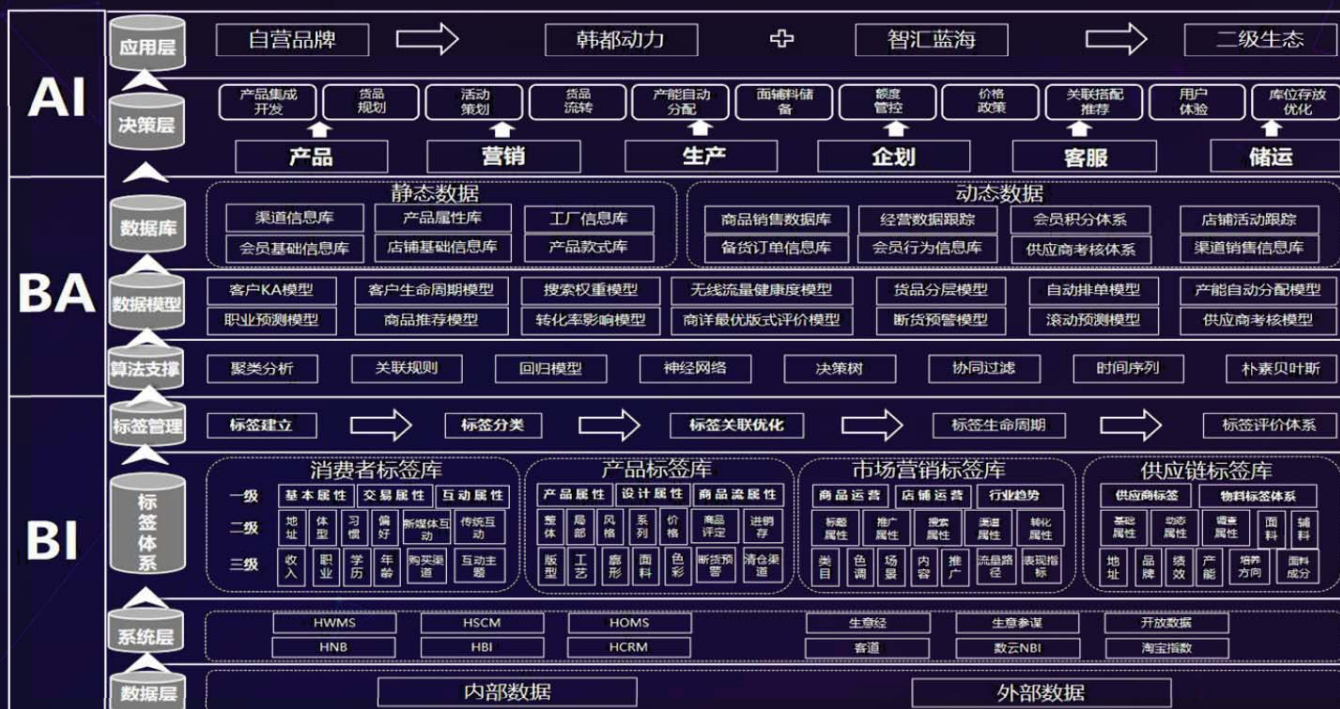 AI
应用层
自营品牌 韩都动力 智汇蓝海 二级生态
决策层
产品集成开发 货品规划 活动策划 货品流转 产能自动分配 面辅料储备 额度管控 价格政策 关联搭配推荐 用户体验 库位存放优化
产品 营销 生产 企划 客服 储运
BA
数据库
静态数据 动态数据
渠道信息库 产品属性库 工厂信息库 商品销售数据库 经营数据跟踪 会员积分体系 店铺活动跟踪
会员基础信息库 店铺基础信息库 产品款式库 备货订单信息库 会员行为信息库 供应商考核体系 渠道销售信息库
数据模型
客户KA模型 客户生命周期模型 搜索权重模型 无线流量健康度模型 货品分层模型 自动排单模型 产能自动分配模型
职业预测模型 商品推荐模型 转化率影响模型 商详最优版式评价模型 断货预警模型 滚动预测模型 供应商考核模型
算法支撑
聚类分析 关联规则 回归模型 神经网络 决策树 协同过滤 时间序列 朴素贝叶斯
BI
标签管理
标签建立 标签分类 标签关联优化 标签生命周期 标签评价体系
标签体系
消费者标签库 产品标签库 市场营销标签库 供应链标签库
一级 基本属性 交易属性 互动属性 产品属性 设计属性 商品流属性 商品运营 店铺运营 行业趋势 供应商标签 物料标签体系
二级 地址 体型 习惯 偏好 新媒体互动 传统互动 整体 局部 风格 系列 价格 商品评定 进销存 标题属性 推广属性 搜索属性 渠道属性 转化属性 基础属性 动态属性 调查属性 面料 辅料
三级 收入 职业 学历 年龄 购买渠道 互动主题 版型 工艺 廓形 面料 色彩 断货预警 清仓渠道 类目 色调 场景 内容 推广 流量路径 表现指标 地址 品牌 绩效 产能 培养方向 面料成分
系统层
HWMS HSCM HOMS 生意经 生意参谋 开放数据
HNB HBI HCRM 客道 数云NBI 淘宝指数
数据层
内部数据 外部数据